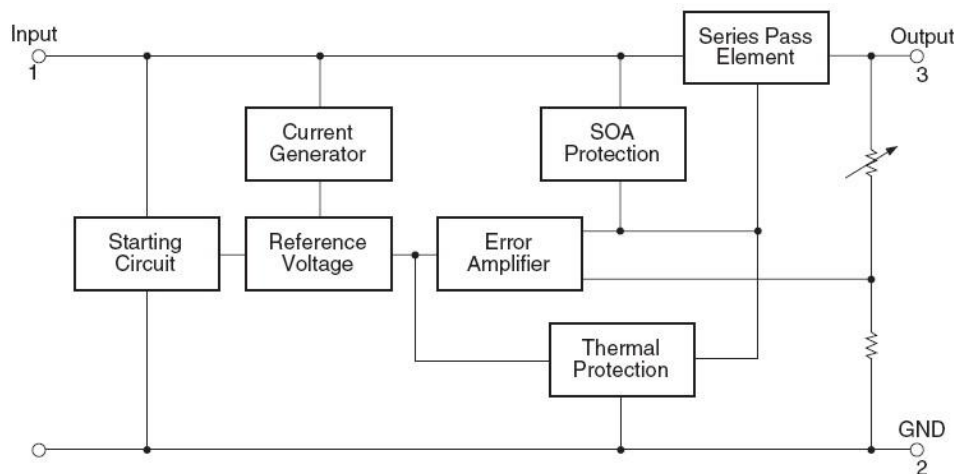 Input
1
Series Pass
Element
Output
3
Current
Generator
SOA
Protection
Starting
Circuit
Reference
Voltage
Error
Amplifier
Thermal
Protection
GND
2